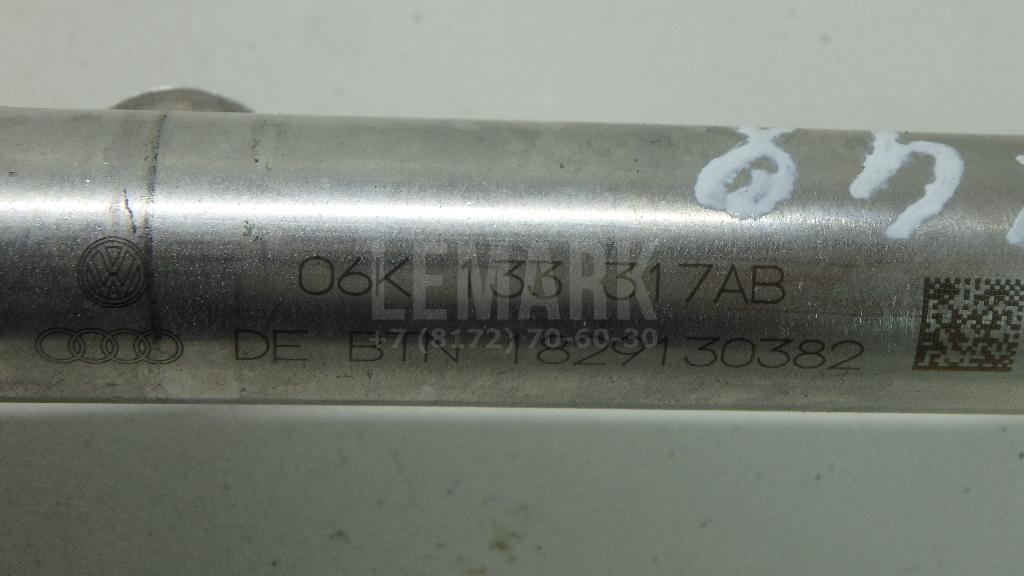 06K 133 317AB
DE BTN 1829130382
LEMARK
+7 (8172) 70-60-30